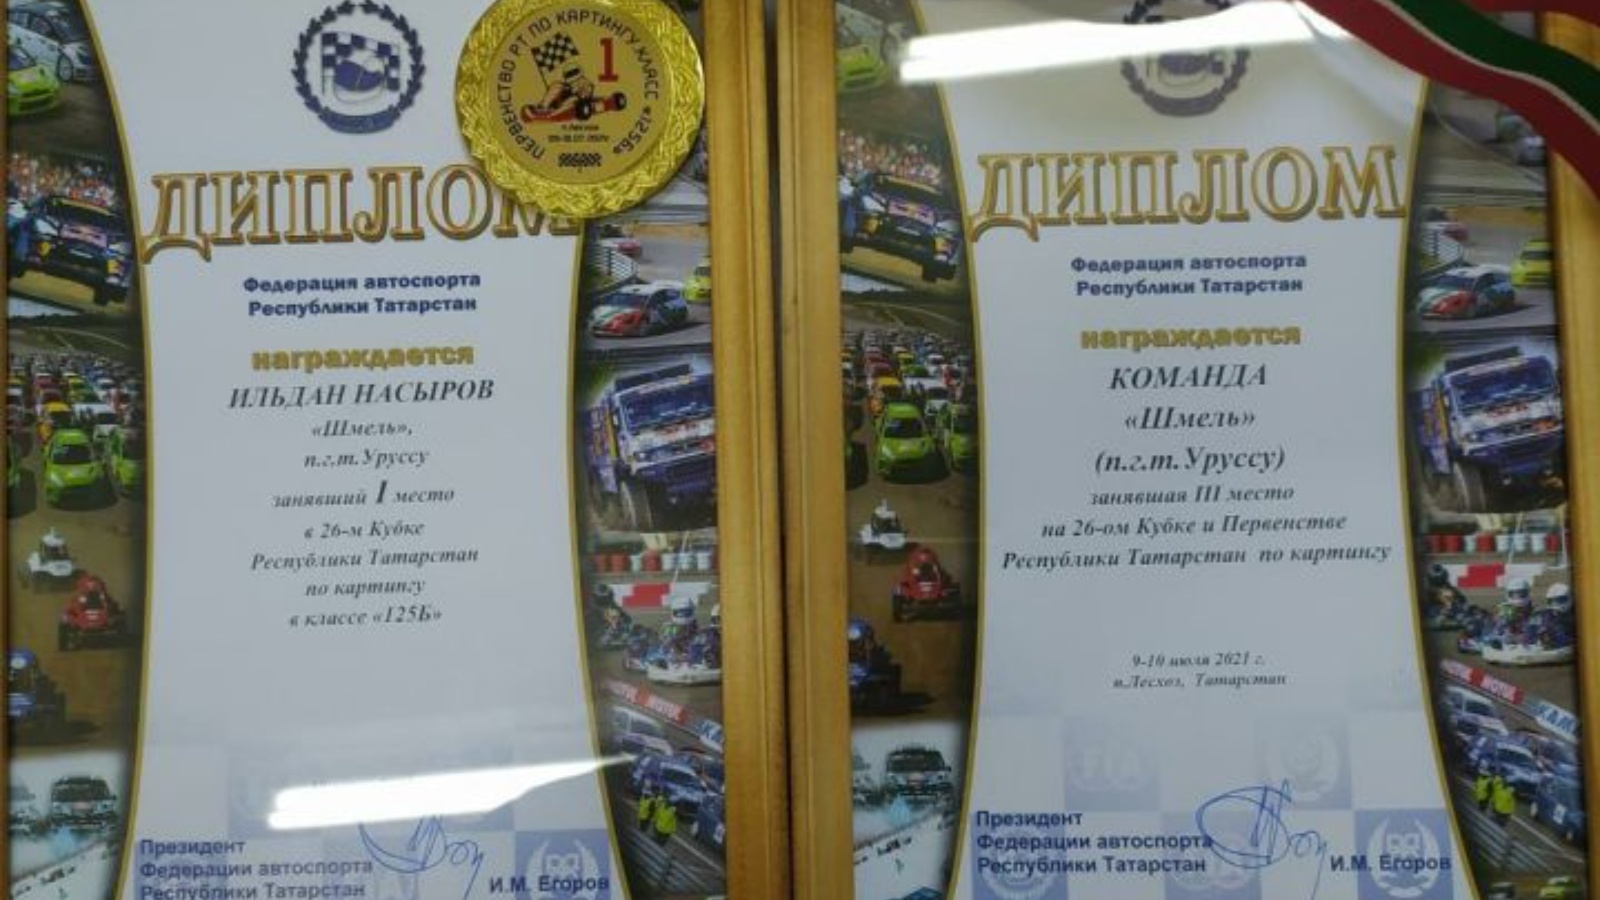 ПЕРВЕНСТВО РТ ПО КАРТИНГУ КЛАСС «125Б»
1
ДИПЛОМ
Федерация автоспорта
Республики Татарстан
награждается
ИЛЬДАН НАСЫРОВ
«Шмель»,
п.г.т.Уруссу
занявший I место
в 26-м Кубке
Республики Татарстан
по картингу
в классе «125Б»
Президент
Федерации автоспорта
Республики Татарстан
И.М. Егоров
ДИПЛОМ
Федерация автоспорта
Республики Татарстан
награждается
КОМАНДА
«Шмель»
(п.г.т.Уруссу)
занявшая III место
на 26-ом Кубке и Первенстве
Республики Татарстан по картингу
9-10 июля 2021 г.
п.Лесхоз, Татарстан
Президент
Федерации автоспорта
Республики Татарстан
И.М. Егоров